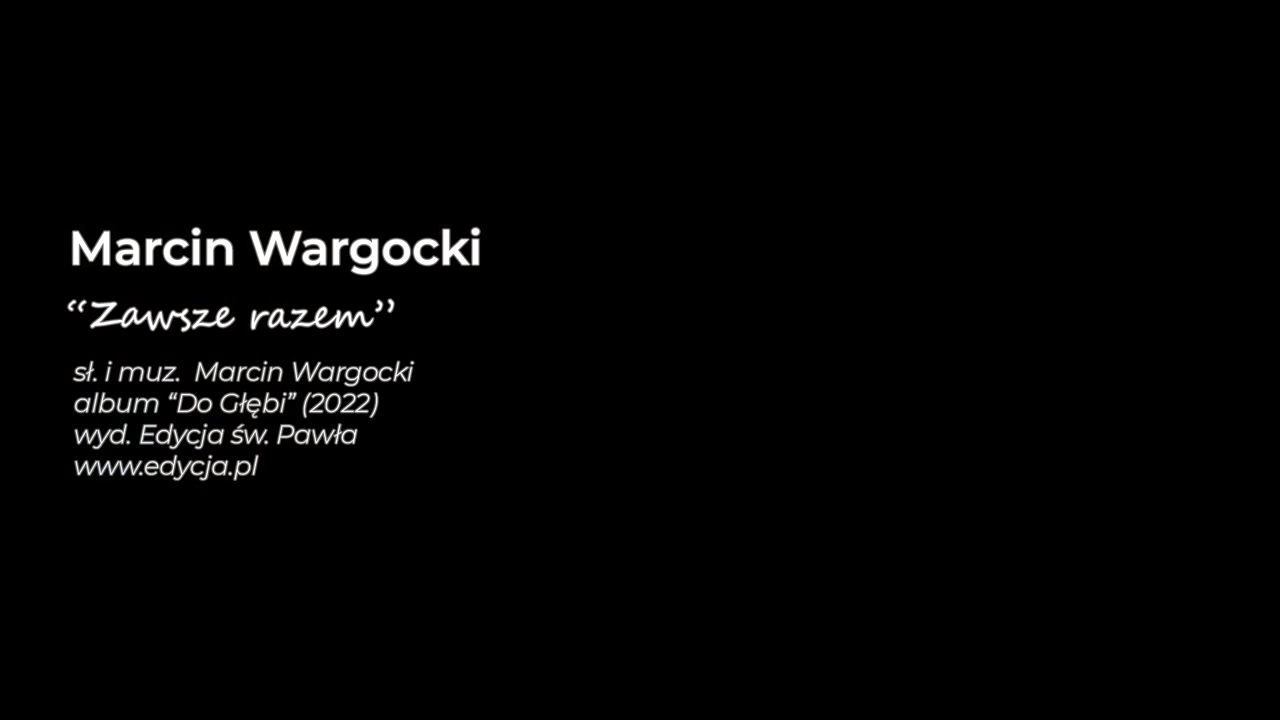 Marcin Wargocki
“Zawsze razem”
sł. i muz.  Marcin Wargocki
album “Do Głębi” (2022)
wyd. Edycja św. Pawła
www.edycja.pl